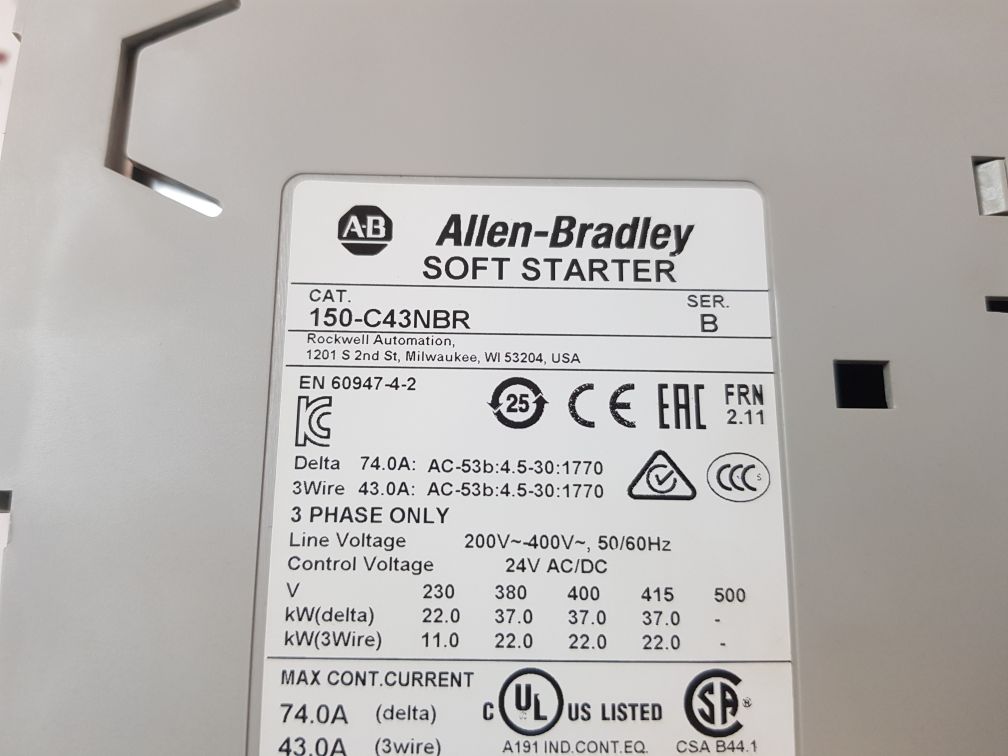 A-B Allen-Bradley
SOFT STARTER
CAT. SER.
150-C43NBR B
Rockwell Automation,
1201 S 2nd St, Milwaukee, WI 53204, USA
EN 60947-4-2
KC 25 CE EAC FRN
2.11
Delta 74.0A: AC-53b:4.5-30:1770
3Wire 43.0A: AC-53b:4.5-30:1770
CCC S
3 PHASE ONLY
Line Voltage 200V~-400V~, 50/60Hz
Control Voltage 24V AC/DC
V 230 380 400 415 500
kW(delta) 22.0 37.0 37.0 37.0 -
kW(3Wire) 11.0 22.0 22.0 22.0 -
MAX CONT.CURRENT
74.0A (delta) C UL US LISTED SA ®
43.0A (3wire) A191 IND.CONT.EQ. CSA B44.1